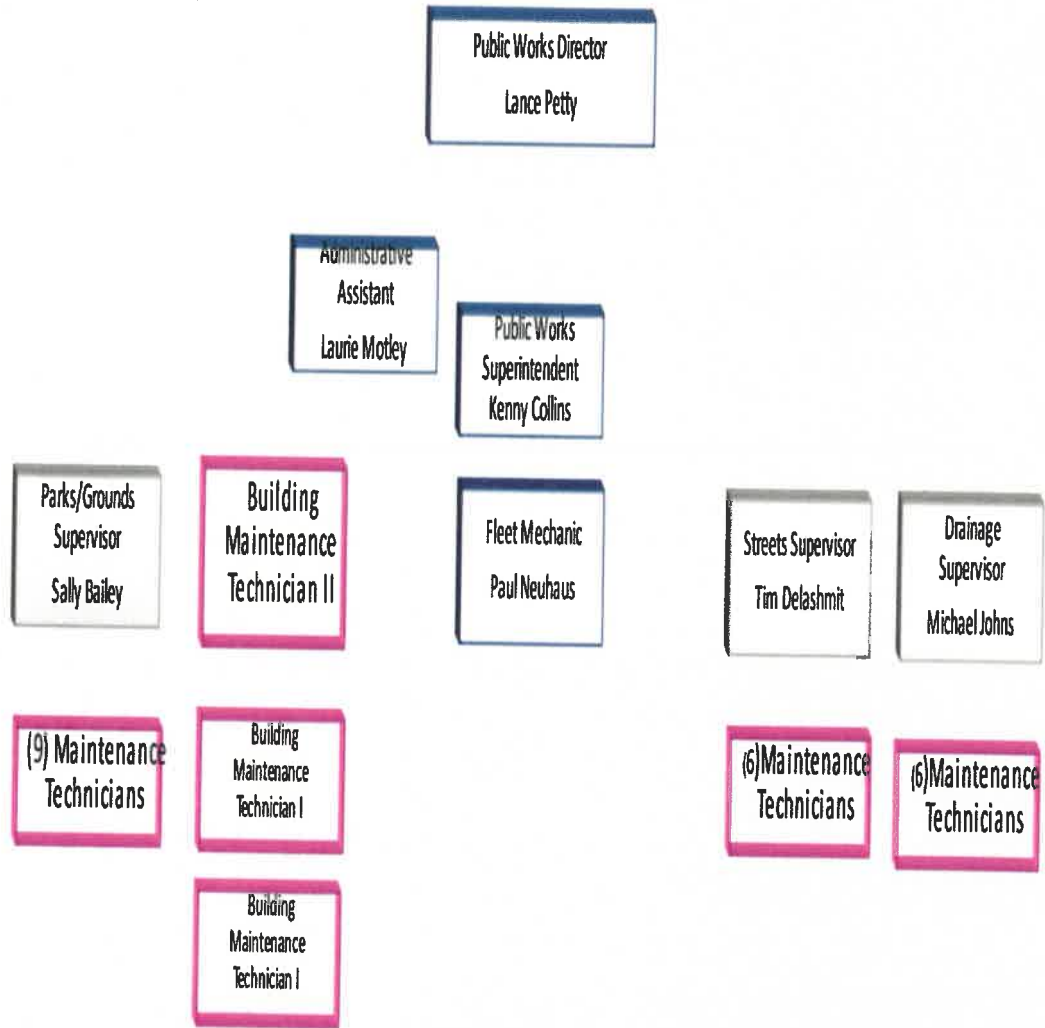 Public Works Director
Lance Petty
Administrative
Assistant
Laurie Motley
Public Works
Superintendent
Kenny Collins
Parks/Grounds
Supervisor
Sally Bailey
Building
Maintenance
Technician II
Fleet Mechanic
Paul Neuhaus
Streets Supervisor
Tim Delashmit
Drainage
Supervisor
Michael Johns
(9) Maintenance
Technicians
Building
Maintenance
Technician I
(6)Maintenance
Technicians
(6)Maintenance
Technicians
Building
Maintenance
Technician I